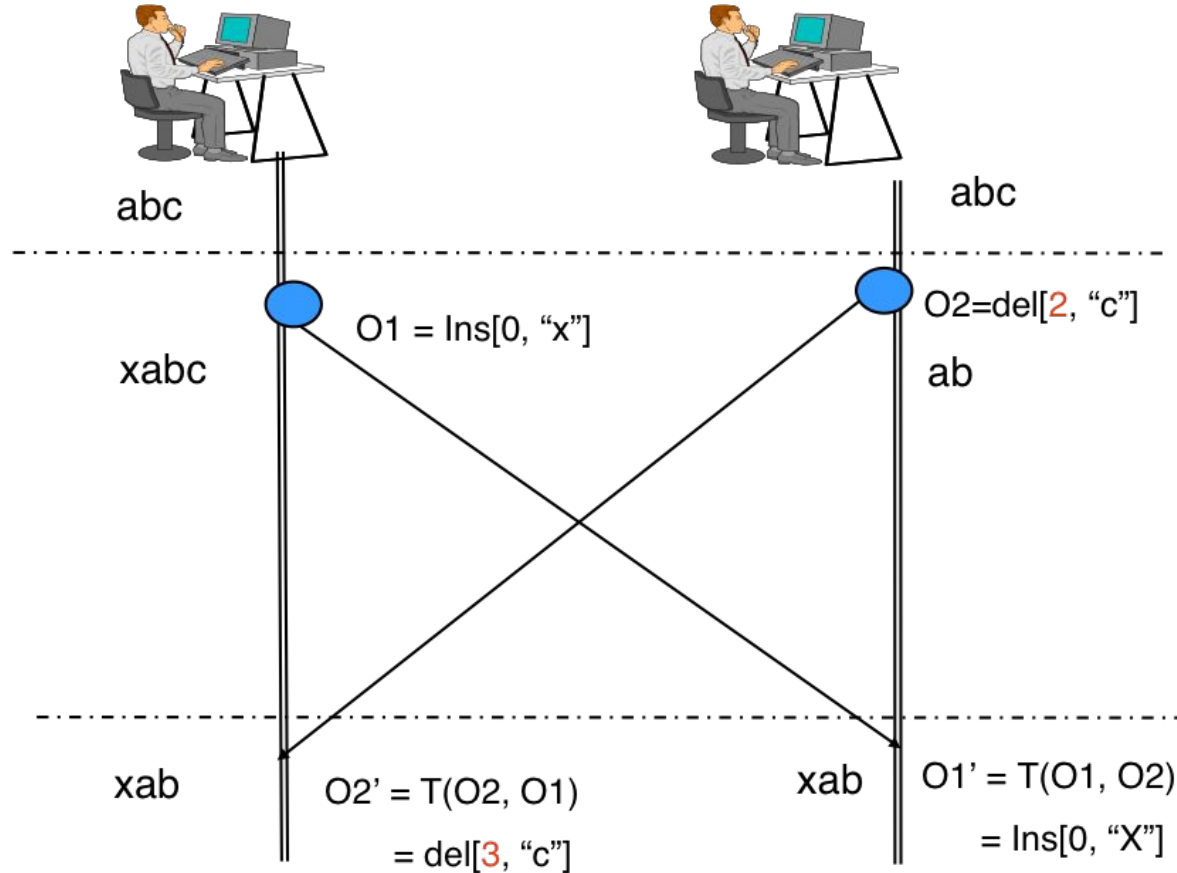 abc
abc
O1 = Ins[0, “x”]
O2=del[2, “c”]
xabc
ab
xab
O2’ = T(O2, O1)
= del[3, “c”]
xab
O1’ = T(O1, O2)
= Ins[0, “X”]